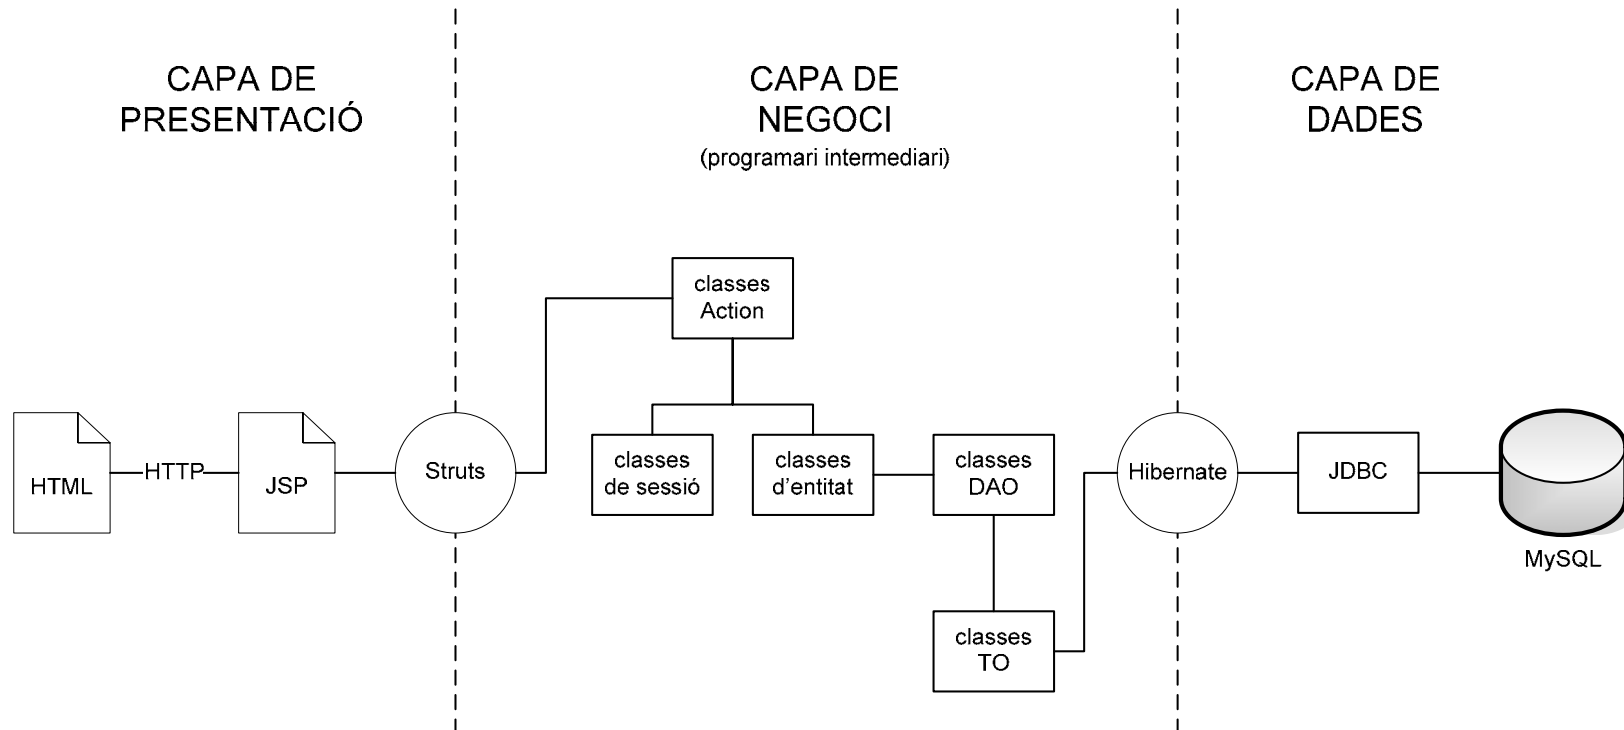 CAPA DE
PRESENTACIÓ
CAPA DE
NEGOCI
(programari intermediari)
CAPA DE
DADES
classes
Action
HTML
HTTP
JSP
Struts
classes
de sessió
classes
d'entitat
classes
DAO
Hibernate
JDBC
MySQL
classes
TO